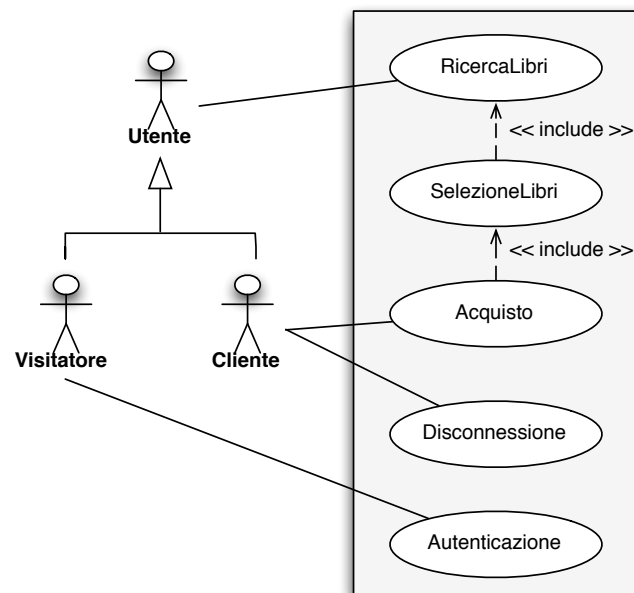 RicercaLibri
<< include >>
Utente
SelezioneLibri
<< include >>
Acquisto
Visitatore
Cliente
Disconnessione
Autenticazione